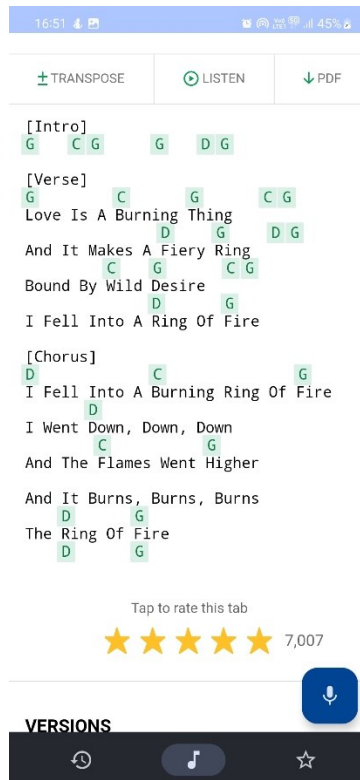 16:51 45%
TRANSPOSE LISTEN PDF
[Intro]
G C G G D G
[Verse]
G C G C G
Love Is A Burning Thing
D G D G
And It Makes A Fiery Ring
C G C G
Bound By Wild Desire
D G
I Fell Into A Ring Of Fire
[Chorus]
D C G
I Fell Into A Burning Ring Of Fire
D
I Went Down, Down, Down
C G
And The Flames Went Higher
And It Burns, Burns, Burns
D G
The Ring Of Fire
D G
Tap to rate this tab
7,007
VERSIONS